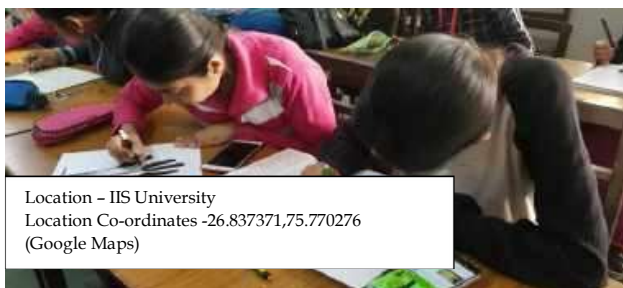 Location – IIS University
Location Co-ordinates -26.837371,75.770276
(Google Maps)